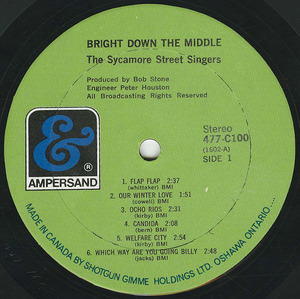 BRIGHT DOWN THE MIDDLE
The Sycamore Street Singers
Produced by Bob Stone
Engineer Peter Houston
All Broadcasting Rights Reserved.
Stereo
477-C100
(1602-A)
SIDE 1
&
®
AMPERSAND
1. FLAP FLAP 2:37
(whittaker) BMI
2. OUR WINTER LOVE 1:51
(cowell) BMI
3. OCHO RIOS 2:31
(kirby) BMI
4. CANDIDA 2:08
(bern) BMI
5. WELFARE CITY 2:54
(kirby) BMI
6. WHICH WAY ARE YOU GOING BILLY 2:48
(jacks) BMI
MADE IN CANADA BY SHOTGUN GIMME HOLDINGS LTD. OSHAWA ONTARIO ....